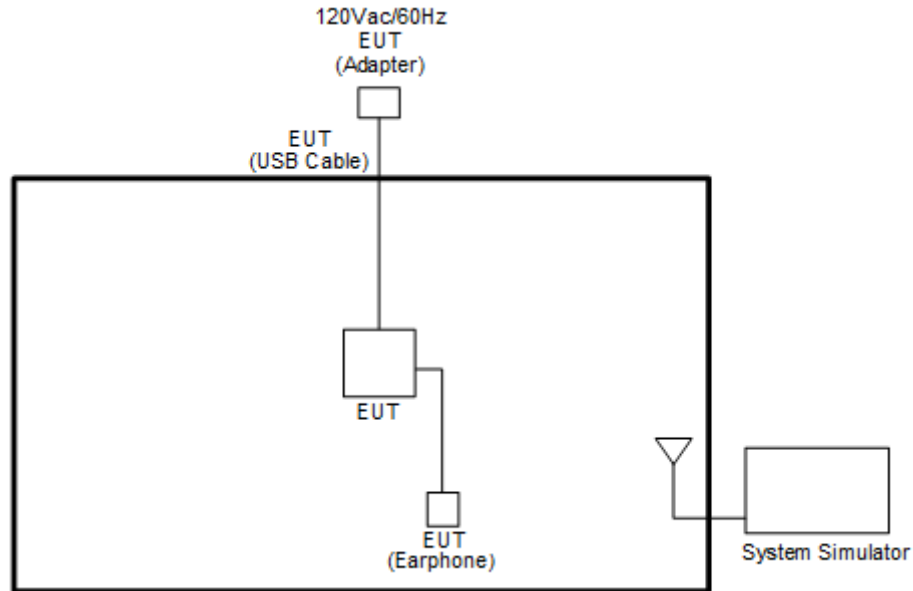 120Vac/60Hz
EUT
(Adapter)
EUT
(USB Cable)
EUT
EUT
(Earphone)
System Simulator